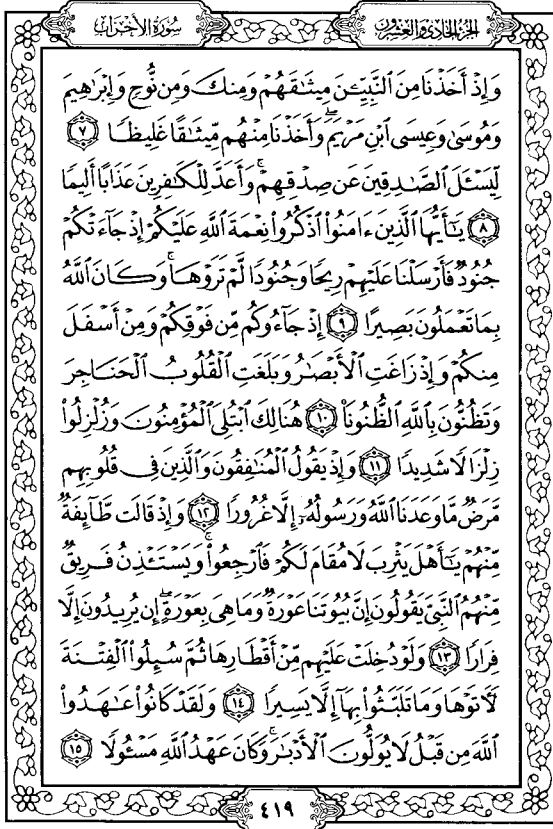 الجزء الحادي والعشرون
سُورَةُ الأحْزَاب
وَإِذْ أَخَذْنَا مِنَ ٱلنَّبِيِّـۧنَ مِيثَـٰقَهُمْ وَمِنكَ وَمِن نُّوحٍ وَإِبْرَٰهِيمَ
وَمُوسَىٰ وَعِيسَى ٱبْنِ مَرْيَمَ ۖ وَأَخَذْنَا مِنْهُم مِّيثَـٰقًا غَلِيظًا ٧
لِّيَسْـَٔلَ ٱلصَّـٰدِقِينَ عَن صِدْقِهِمْ ۚ وَأَعَدَّ لِلْكَـٰفِرِينَ عَذَابًا أَلِيمًا
٨ يَـٰٓأَيُّهَا ٱلَّذِينَ ءَامَنُوا۟ ٱذْكُرُوا۟ نِعْمَةَ ٱللَّهِ عَلَيْكُمْ إِذْ جَآءَتْكُمْ
جُنُودٌ فَأَرْسَلْنَا عَلَيْهِمْ رِيحًا وَجُنُودًا لَّمْ تَرَوْهَا ۚ وَكَانَ ٱللَّهُ
بِمَا تَعْمَلُونَ بَصِيرًا ٩ إِذْ جَآءُوكُم مِّن فَوْقِكُمْ وَمِنْ أَسْفَلَ
مِنكُمْ وَإِذْ زَاغَتِ ٱلْأَبْصَـٰرُ وَبَلَغَتِ ٱلْقُلُوبُ ٱلْحَنَاجِرَ
وَتَظُنُّونَ بِٱللَّهِ ٱلظُّنُونَا۠ ١٠ هُنَالِكَ ٱبْتُلِىَ ٱلْمُؤْمِنُونَ وَزُلْزِلُوا۟
زِلْزَالًا شَدِيدًا ١١ وَإِذْ يَقُولُ ٱلْمُنَـٰفِقُونَ وَٱلَّذِينَ فِى قُلُوبِهِم
مَّرَضٌ مَّا وَعَدَنَا ٱللَّهُ وَرَسُولُهُۥٓ إِلَّا غُرُورًا ١٢ وَإِذْ قَالَت طَّآئِفَةٌ
مِّنْهُمْ يَـٰٓأَهْلَ يَثْرِبَ لَا مُقَامَ لَكُمْ فَٱرْجِعُوا۟ ۚ وَيَسْتَـْٔذِنُ فَرِيقٌ
مِّنْهُمُ ٱلنَّبِىَّ يَقُولُونَ إِنَّ بُيُوتَنَا عَوْرَةٌ وَمَا هِىَ بِعَوْرَةٍ ۖ إِن يُرِيدُونَ إِلَّا
فِرَارًا ١٣ وَلَوْ دُخِلَتْ عَلَيْهِم مِّنْ أَقْطَارِهَا ثُمَّ سُئِلُوا۟ ٱلْفِتْنَةَ
لَـَٔاتَوْهَا وَمَا تَلَبَّثُوا۟ بِهَآ إِلَّا يَسِيرًا ١٤ وَلَقَدْ كَانُوا۟ عَـٰهَدُوا۟
ٱللَّهَ مِن قَبْلُ لَا يُوَلُّونَ ٱلْأَدْبَـٰرَ ۚ وَكَانَ عَهْدُ ٱللَّهِ مَسْـُٔولًا ١٥
٤١٩